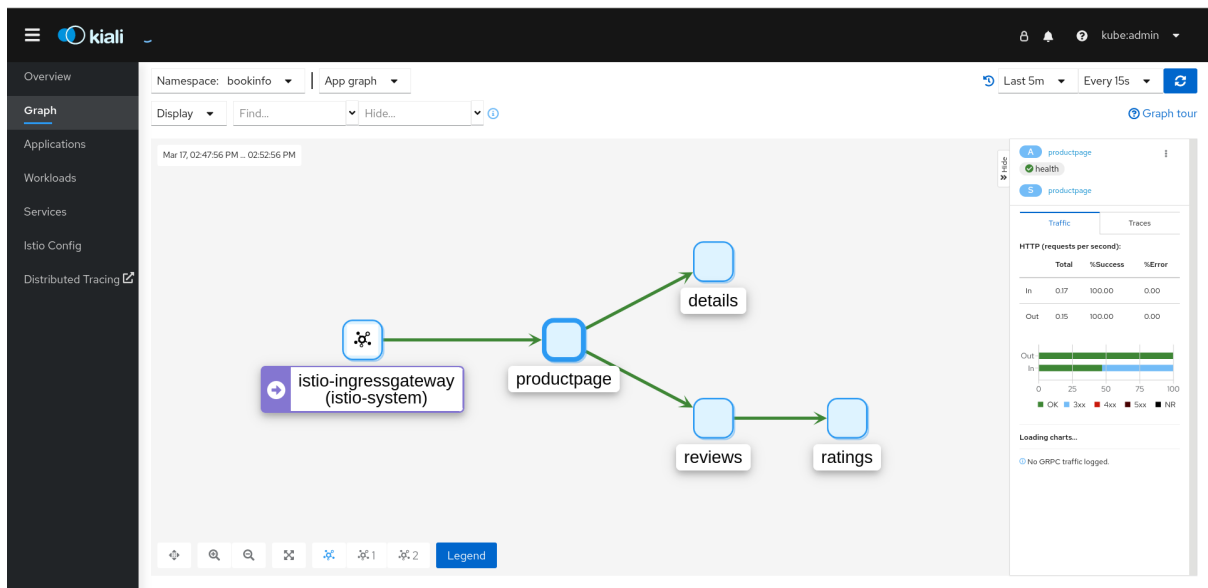 kiali
kube:admin
Overview
Graph
Applications
Workloads
Services
Istio Config
Distributed Tracing
Namespace: bookinfo
App graph
Last 5m
Every 15s
Display
Find...
Hide...
Graph tour
Mar 17, 02:47:56 PM ... 02:52:56 PM
istio-ingressgateway
(istio-system)
productpage
details
reviews
ratings
1
2
Legend
Hide
A productpage
health
S productpage
Traffic Traces
HTTP (requests per second):
Total %Success %Error
In 0.17 100.00 0.00
Out 0.15 100.00 0.00
Out
In
0 25 50 75 100
OK 3xx 4xx 5xx NR
Loading charts...
No GRPC traffic logged.